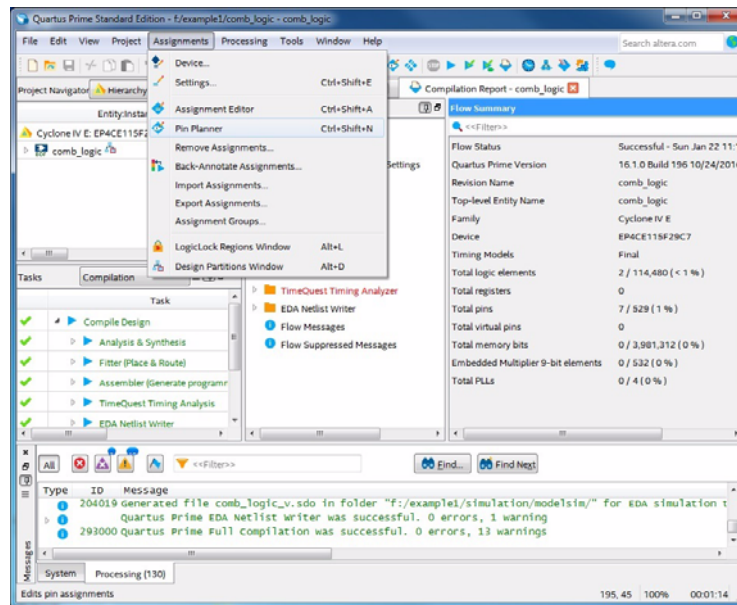 Quartus Prime Standard Edition - f:/example1/comb_logic - comb_logic
File Edit View Project Assignments Processing Tools Window Help
Search altera.com
Device...
Settings... Ctrl+Shift+E
Assignment Editor Ctrl+Shift+A
Pin Planner Ctrl+Shift+N
Remove Assignments...
Back-Annotate Assignments...
Import Assignments...
Export Assignments...
Assignment Groups...
LogicLock Regions Window Alt+L
Design Partitions Window Alt+D
Project Navigator Hierarchy
Entity:Instan
Cyclone IV E: EP4CE115F2
comb_logic
Compilation Report - comb_logic
Settings
TimeQuest Timing Analyzer
EDA Netlist Writer
Flow Messages
Flow Suppressed Messages
Flow Summary
<<Filter>>
Flow Status Successful - Sun Jan 22 11:
Quartus Prime Version 16.1.0 Build 196 10/24/201
Revision Name comb_logic
Top-level Entity Name comb_logic
Family Cyclone IV E
Device EP4CE115F29C7
Timing Models Final
Total logic elements 2 / 114,480 ( < 1 % )
Total registers 0
Total pins 7 / 529 ( 1 % )
Total virtual pins 0
Total memory bits 0 / 3,981,312 ( 0 % )
Embedded Multiplier 9-bit elements 0 / 532 ( 0 % )
Total PLLs 0 / 4 ( 0 % )
Tasks Compilation
Task
Compile Design
Analysis & Synthesis
Fitter (Place & Route)
Assembler (Generate programm
TimeQuest Timing Analysis
EDA Netlist Writer
All <<Filter>> Find... Find Next
Type ID Message
204019 Generated file comb_logic_v.sdo in folder "f:/example1/simulation/modelsim/" for EDA simulation t
Quartus Prime EDA Netlist Writer was successful. 0 errors, 1 warning
293000 Quartus Prime Full Compilation was successful. 0 errors, 13 warnings
Messages
System Processing (130)
Edits pin assignments 195, 45 100% 00:01:14